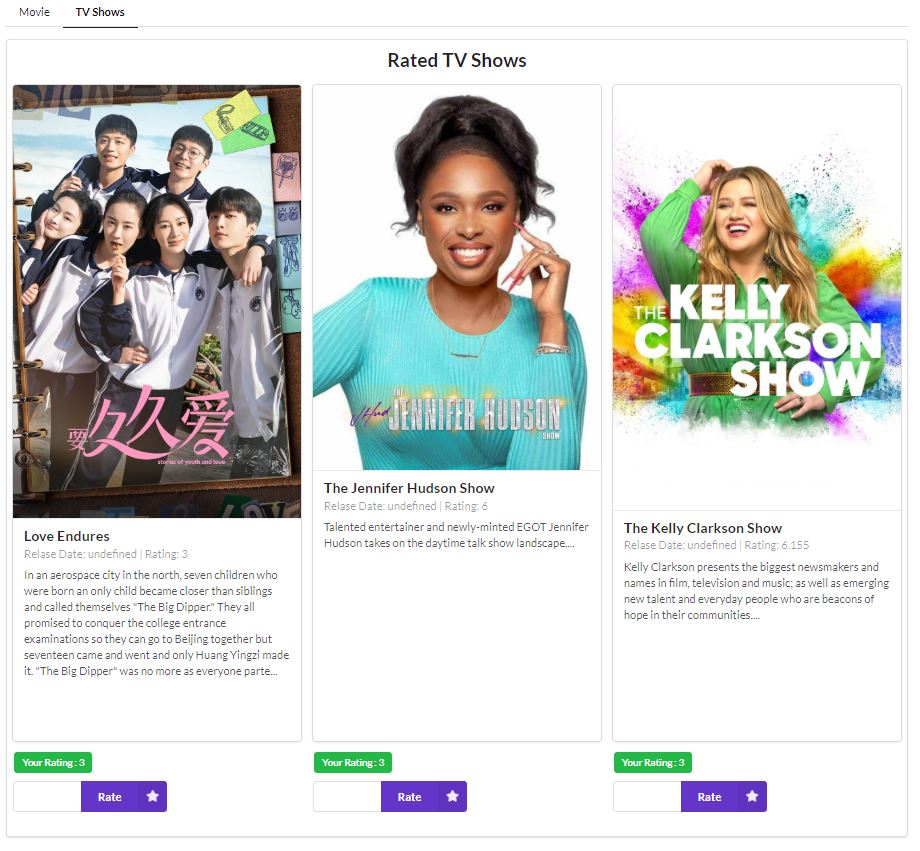 Movie
TV Shows
Rated TV Shows
要久久爱
stories of youth and love
THE
JHud JENNIFER HUDSON
SHOW
THE KELLY
CLARKSON
SHOW
Love Endures
Relase Date: undefined | Rating: 3
In an aerospace city in the north, seven children who
were born an only child became closer than siblings
and called themselves "The Big Dipper." They all
promised to conquer the college entrance
examinations so they can go to Beijing together but
seventeen came and went and only Huang Yingzi made
it. "The Big Dipper" was no more as everyone parte...
The Jennifer Hudson Show
Relase Date: undefined | Rating: 6
Talented entertainer and newly-minted EGOT Jennifer
Hudson takes on the daytime talk show landscape....
The Kelly Clarkson Show
Relase Date: undefined | Rating: 6.155
Kelly Clarkson presents the biggest newsmakers and
names in film, television and music; as well as emerging
new talent and everyday people who are beacons of
hope in their communities....
Your Rating : 3
Rate
Your Rating : 3
Rate
Your Rating : 3
Rate